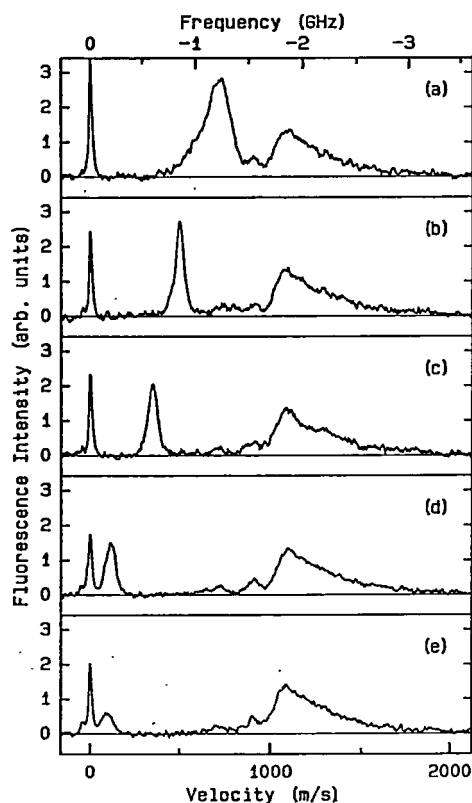 Frequency (GHz)
0 −1 −2 −3
Fluorescence Intensity (arb. units)
3
2
1
0
(a)
3
2
1
0
(b)
3
2
1
0
(c)
3
2
1
0
(d)
3
2
1
0
(e)
0 1000 2000
Velocity (m/s)